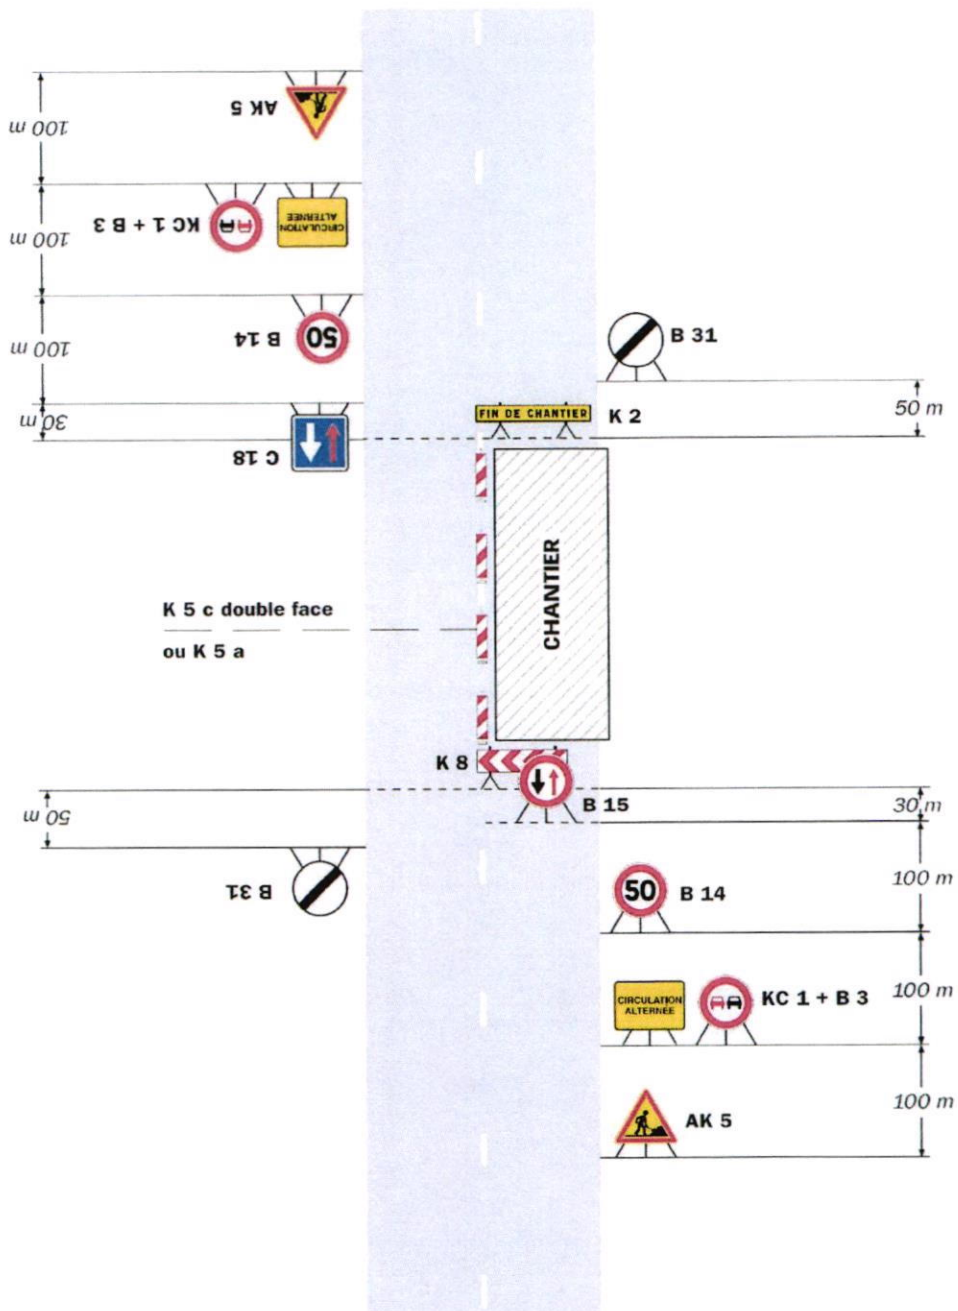 AK 5
100 m
KC 1 + B 3
CIRCULATION
ALTERNÉE
100 m
B 14
50
100 m
C 18
30 m
B 31
50 m
FIN DE CHANTIER
K 2
CHANTIER
K 5 c double face
ou K 5 a
K 8
B 15
30 m
50 m
B 31
50
B 14
100 m
CIRCULATION
ALTERNÉE
KC 1 + B 3
100 m
AK 5
100 m